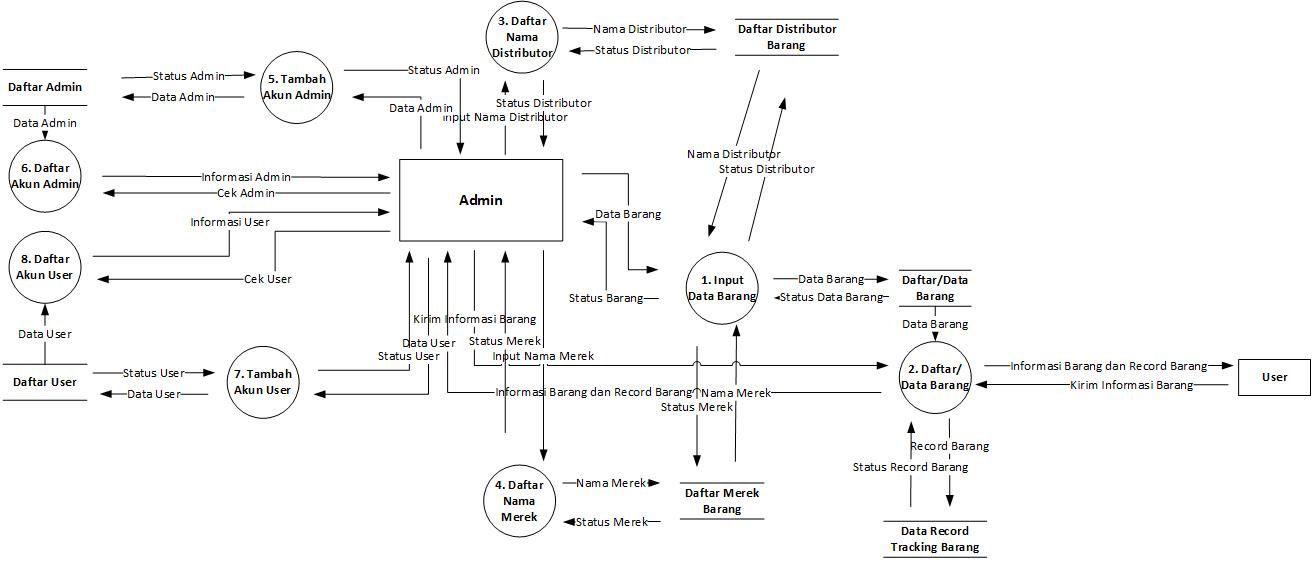 3. Daftar
Nama
Distributor
Nama Distributor
Status Distributor
Daftar Distributor
Barang
Daftar Admin
Status Admin
Data Admin
5. Tambah
Akun Admin
Status Admin
Data Admin
Status Distributor
Input Nama Distributor
Data Admin
6. Daftar
Akun Admin
Informasi Admin
Cek Admin
Admin
Nama Distributor
Status Distributor
Informasi User
Data Barang
8. Daftar
Akun User
Cek User
Status Barang
1. Input
Data Barang
Data Barang
Status Data Barang
Daftar/Data
Barang
Data Barang
Data User
Kirim Informasi Barang
Data User
Status User
Status Merek
Input Nama Merek
Daftar User
Status User
Data User
7. Tambah
Akun User
Informasi Barang dan Record Barang
Nama Merek
Status Merek
2. Daftar/
Data Barang
Informasi Barang dan Record Barang
Kirim Informasi Barang
User
Record Barang
Status Record Barang
4. Daftar
Nama
Merek
Nama Merek
Status Merek
Daftar Merek
Barang
Data Record
Tracking Barang